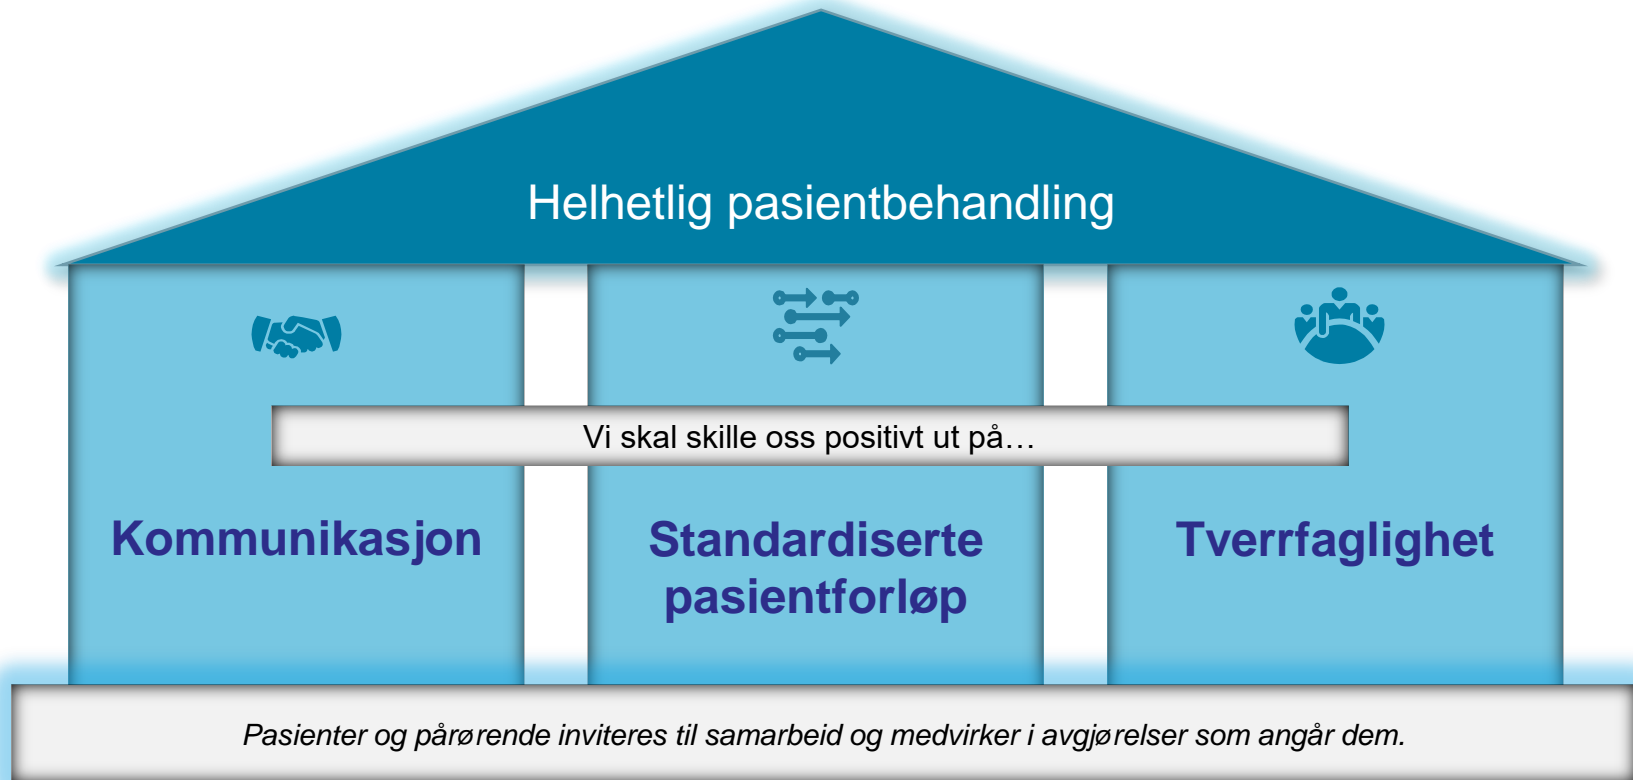 Helhetlig pasientbehandling
Vi skal skille oss positivt ut på…
Kommunikasjon
Standardiserte
pasientforløp
Tverrfaglighet
Pasienter og pårørende inviteres til samarbeid og medvirker i avgjørelser som angår dem.